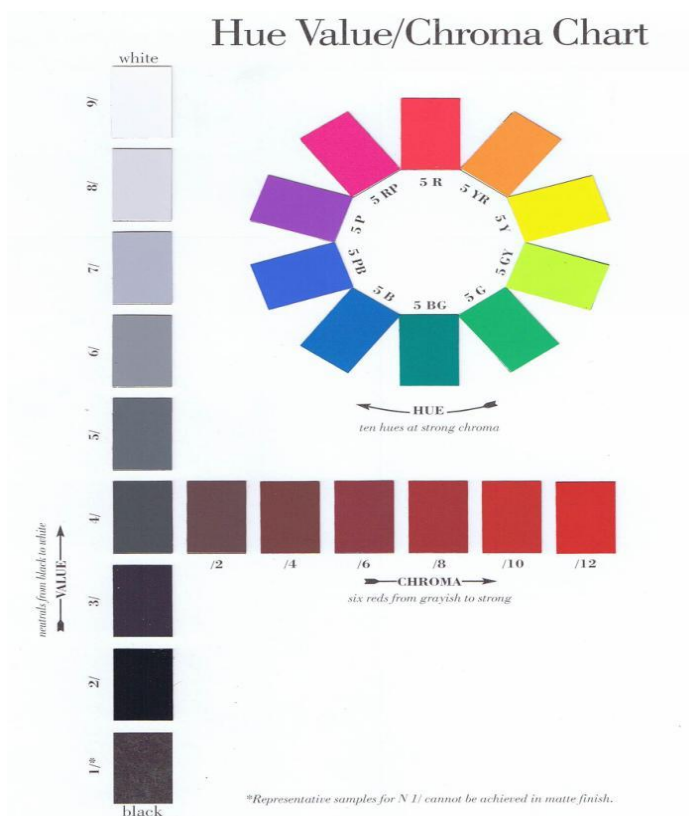 Hue Value/Chroma Chart
white
9/
8/
7/
6/
5/
4/
3/
2/
1/*
black
neutrals from black to white
VALUE
5 R
5 YR
5 Y
5 GY
5 G
5 BG
5 B
5 PB
5 P
5 RP
HUE
ten hues at strong chroma
/2 /4 /6 /8 /10 /12
CHROMA
six reds from grayish to strong
*Representative samples for N 1/ cannot be achieved in matte finish.